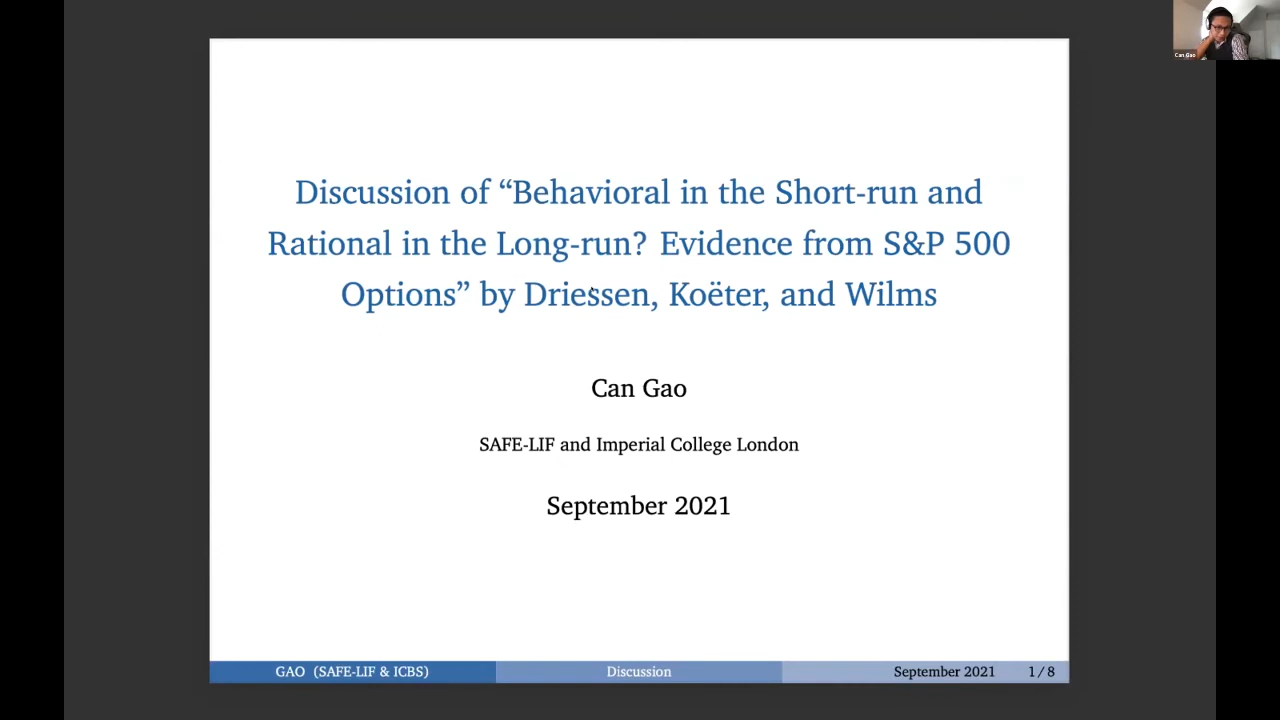 Can Gao
Discussion of “Behavioral in the Short-run and
Rational in the Long-run? Evidence from S&P 500
Options” by Driessen, Koëter, and Wilms
Can Gao
SAFE-LIF and Imperial College London
September 2021
GAO (SAFE-LIF & ICBS) Discussion September 2021 1 / 8